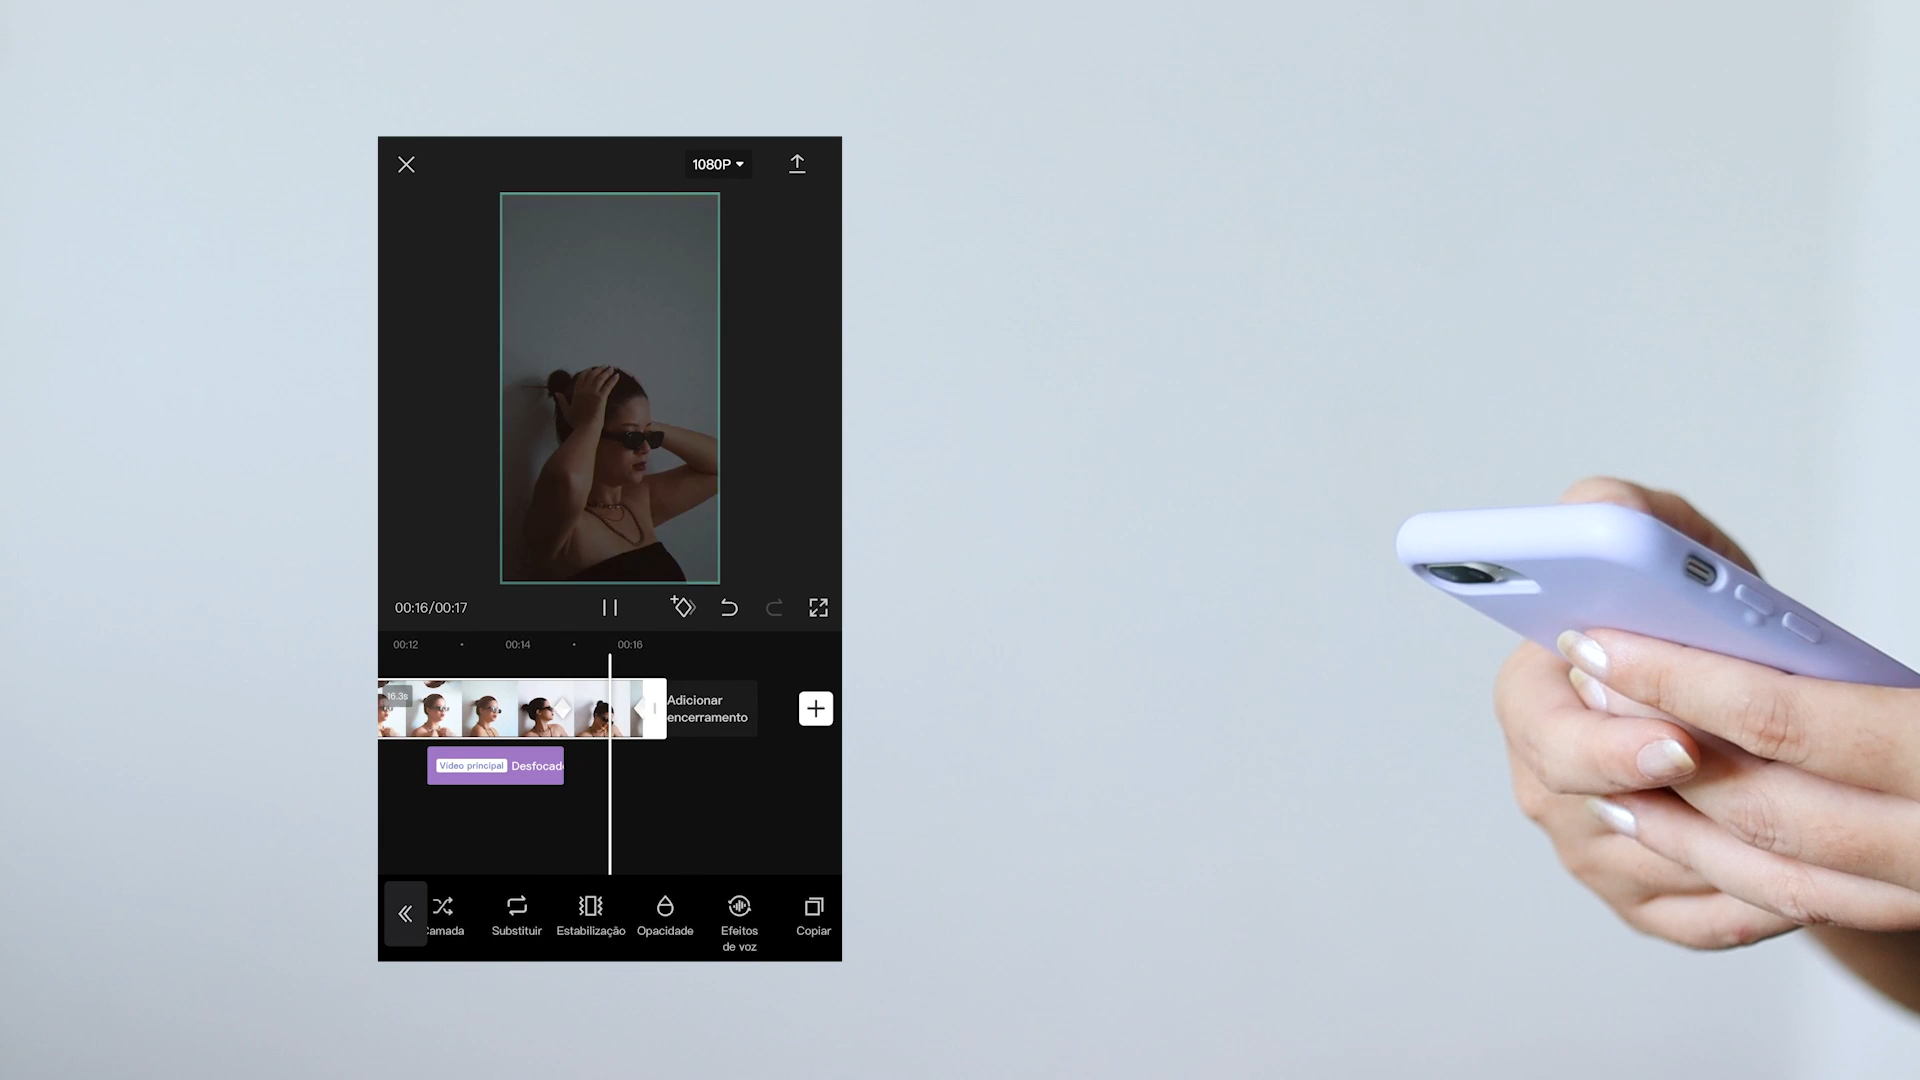 1080P
00:16/00:17
00:12
00:14
00:16
16.3s
Adicionar
encerramento
Vídeo principal
Desfocad
amada
Substituir
Estabilização
Opacidade
Efeitos
de voz
Copiar